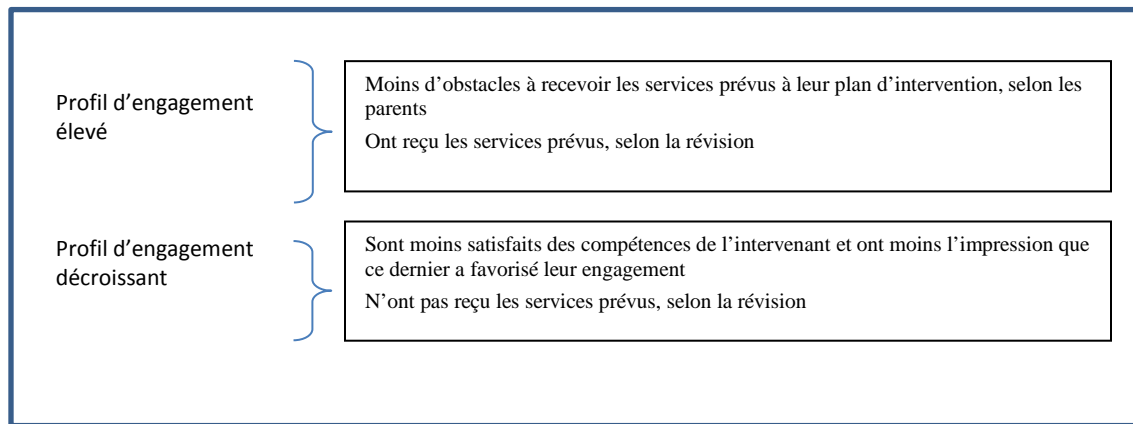 Profil d’engagement
élevé
Moins d’obstacles à recevoir les services prévus à leur plan d’intervention, selon les
parents
Ont reçu les services prévus, selon la révision
Profil d’engagement
décroissant
Sont moins satisfaits des compétences de l’intervenant et ont moins l’impression que
ce dernier a favorisé leur engagement
N’ont pas reçu les services prévus, selon la révision